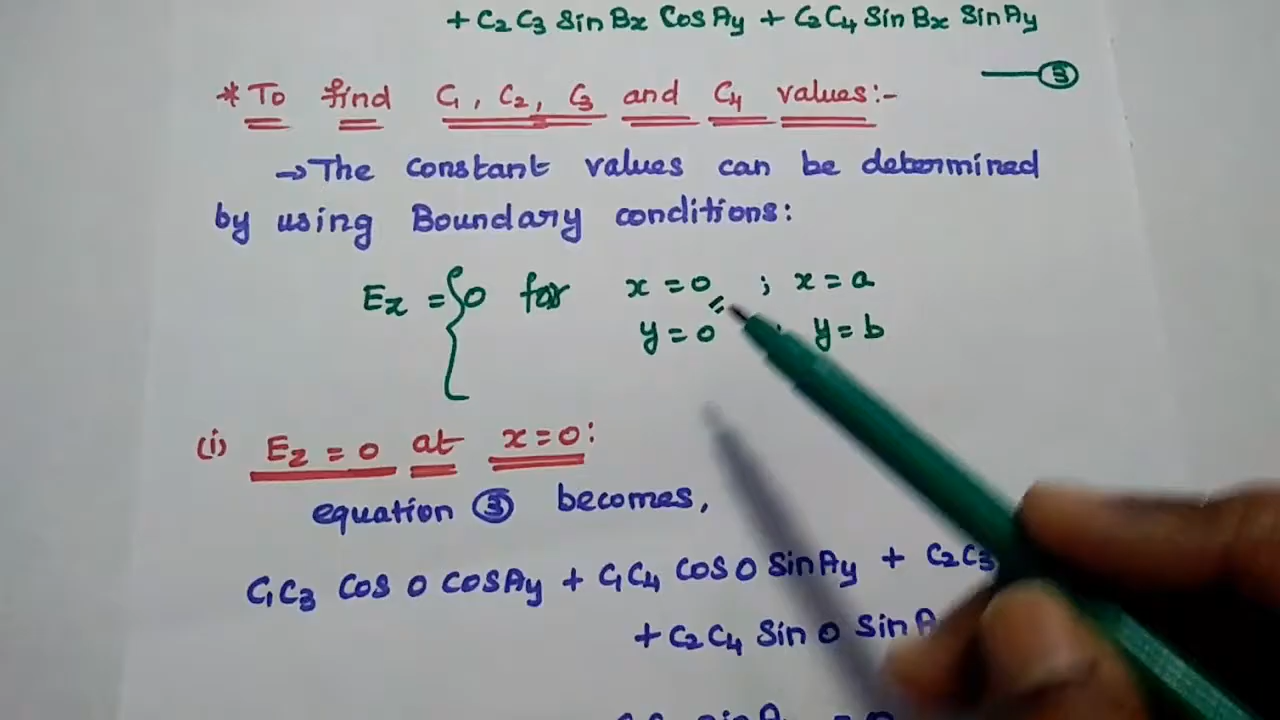 + C2C3 Sin Bx Cos Ay + C2C4 Sin Bx Sin Ay
3
* To find C1, C2, C3 and C4 values:-
→ The constant values can be determined
by using Boundary conditions:
Ez = { 0 for x = 0 ; x = a
y = 0 ; y = b
(i) Ez = 0 at x = 0 :
equation 3 becomes,
C1C3 Cos 0 Cos Ay + C1C4 Cos 0 Sin Ay + C2C3
+ C2C4 Sin 0 Sin A